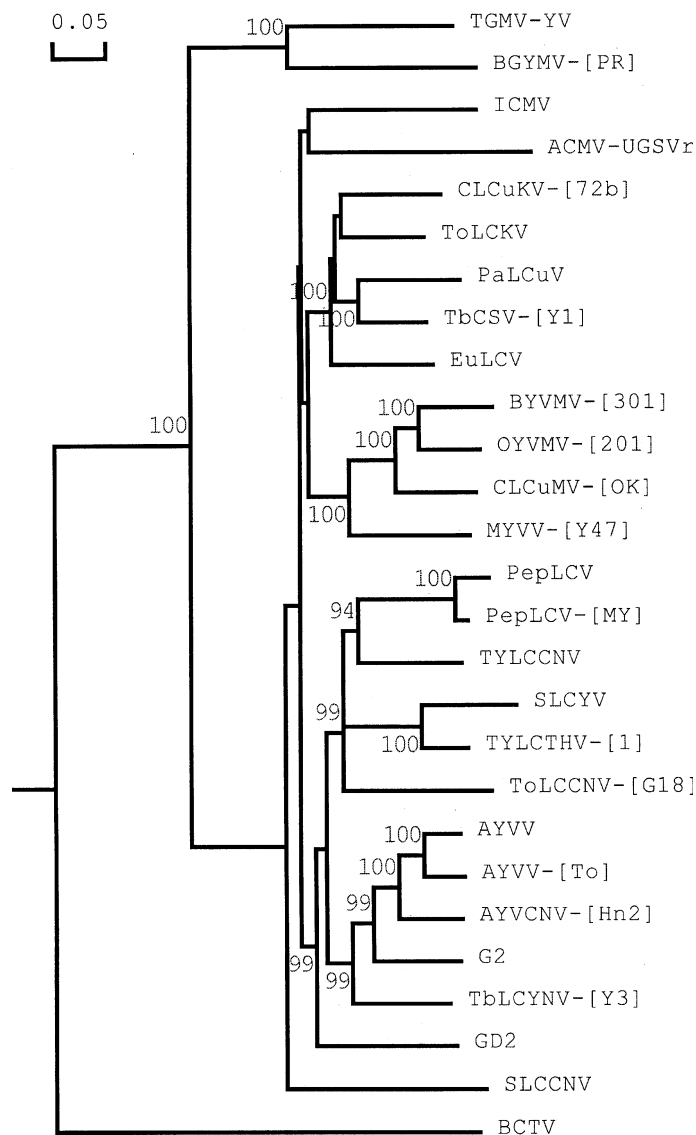 0.05
100 TGMV-YV
BGYMV-[PR]
ICMV
ACMV-UGSVr
CLCuKV-[72b]
ToLCKV
PaLCuV
100
100
TbCSV-[Y1]
EuLCV
100 BYVMV-[301]
100
100 OYVMV-[201]
CLCuMV-[OK]
100
MYVV-[Y47]
100 PepLCV
94 PepLCV-[MY]
TYLCCNV
99 SLCYV
100 TYLCTHV-[1]
ToLCCNV-[G18]
100 AYVV
100 AYVV-[To]
99 AYVCNV-[Hn2]
99 G2
99
TbLCYNV-[Y3]
GD2
SLCCNV
BCTV